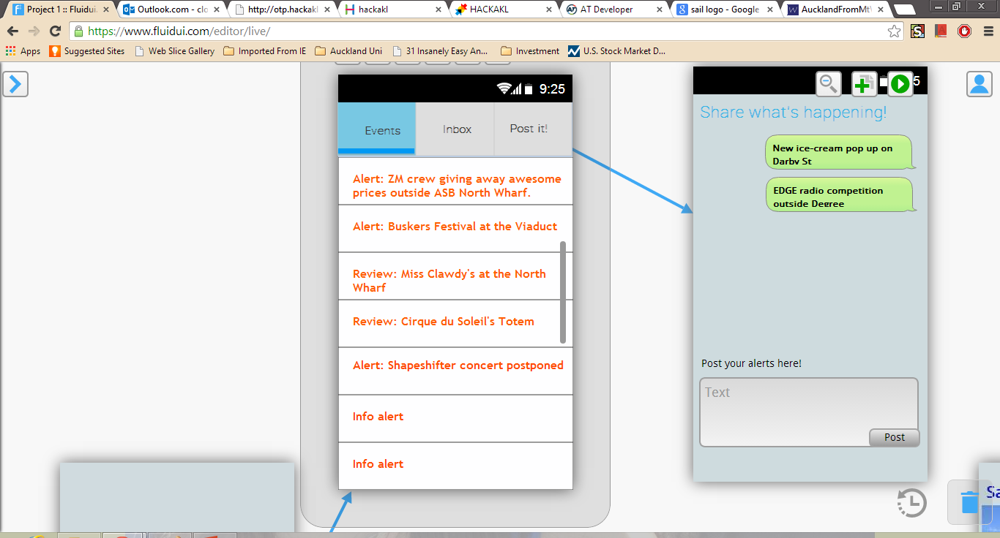 Project 1 :: Fluidui.
Outlook.com - clo
http://otp.hackakl
hackakl
HACKAKL
AT Developer
sail logo - Google
AucklandFromMtV
https://www.fluidui.com/editor/live/
Apps
Suggested Sites
Web Slice Gallery
Imported From IE
Auckland Uni
31 Insanely Easy An...
Investment
U.S. Stock Market D...
9:25
Events
Inbox
Post it!
Alert: ZM crew giving away awesome
prices outside ASB North Wharf.
Alert: Buskers Festival at the Viaduct
Review: Miss Clawdy's at the North
Wharf
Review: Cirque du Soleil's Totem
Alert: Shapeshifter concert postponed
Info alert
Info alert
5
Share what's happening!
New ice-cream pop up on
Darby St
EDGE radio competition
outside Degree
Post your alerts here!
Text
Post
Sa